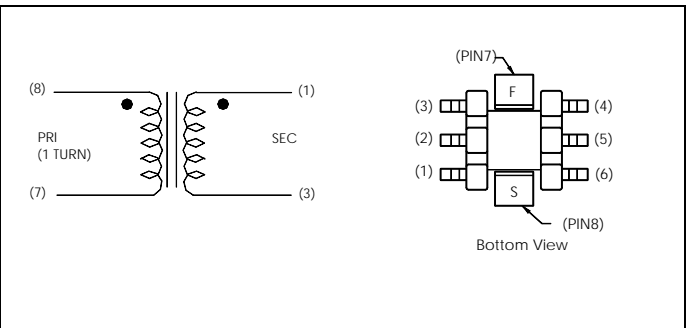 (8)
(1)
PRI
(1 TURN)
SEC
(7)
(3)
(PIN7)
F
(3)
(4)
(2)
(5)
(1)
(6)
S
(PIN8)
Bottom View